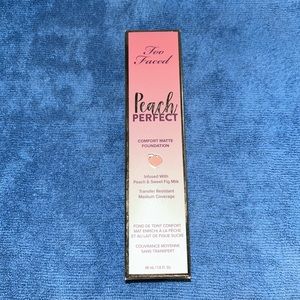 Too
Faced
Peach
PERFECT
COMFORT MATTE
FOUNDATION
Infused With
Peach & Sweet Fig Milk
Transfer Resistant
Medium Coverage
FOND DE TEINT CONFORT
MAT ENRICHI À LA PÊCHE
ET AU LAIT DE FIGUE SUCRÉ
COUVRANCE MOYENNE
SANS TRANSFERT